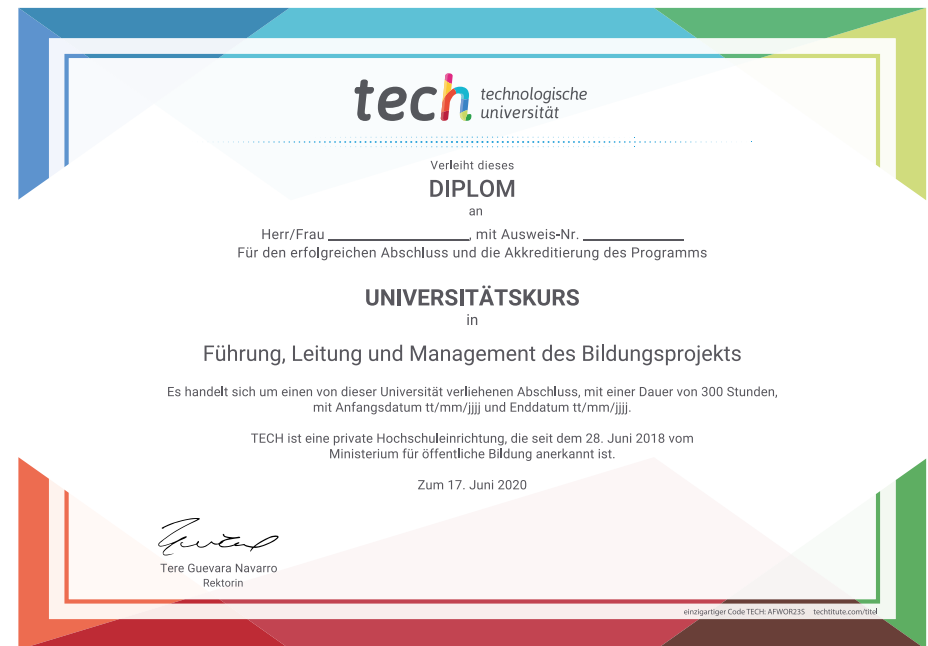 tech technologische
universität
Verleiht dieses
DIPLOM
an
Herr/Frau ____________________, mit Ausweis-Nr. ______________
Für den erfolgreichen Abschluss und die Akkreditierung des Programms
UNIVERSITÄTSKURS
in
Führung, Leitung und Management des Bildungsprojekts
Es handelt sich um einen von dieser Universität verliehenen Abschluss, mit einer Dauer von 300 Stunden,
mit Anfangsdatum tt/mm/jjjj und Enddatum tt/mm/jjjj.
TECH ist eine private Hochschuleinrichtung, die seit dem 28. Juni 2018 vom
Ministerium für öffentliche Bildung anerkannt ist.
Zum 17. Juni 2020
Tere Guevara Navarro
Rektorin
einzigartiger Code TECH: AFWOR23S techtitute.com/titel